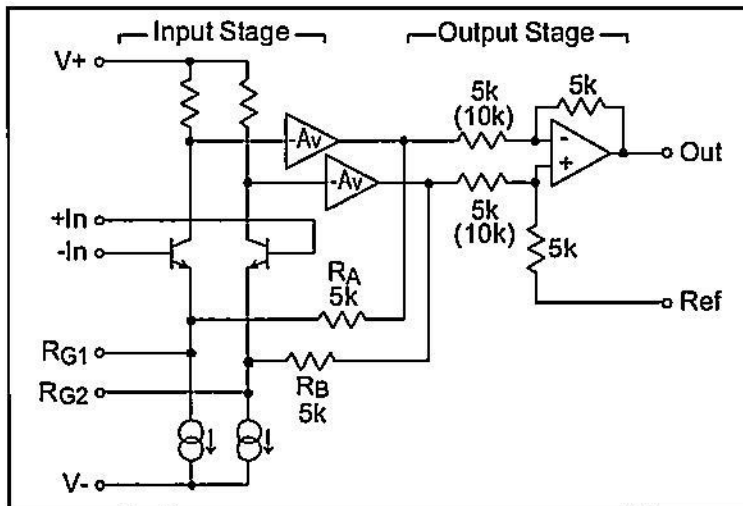 Input Stage
Output Stage
V+
5k
(10k)
5k
-Av
-
+
Out
-Av
5k
(10k)
+In
-In
5k
RA
5k
Ref
RG1
RG2
RB
5k
V-